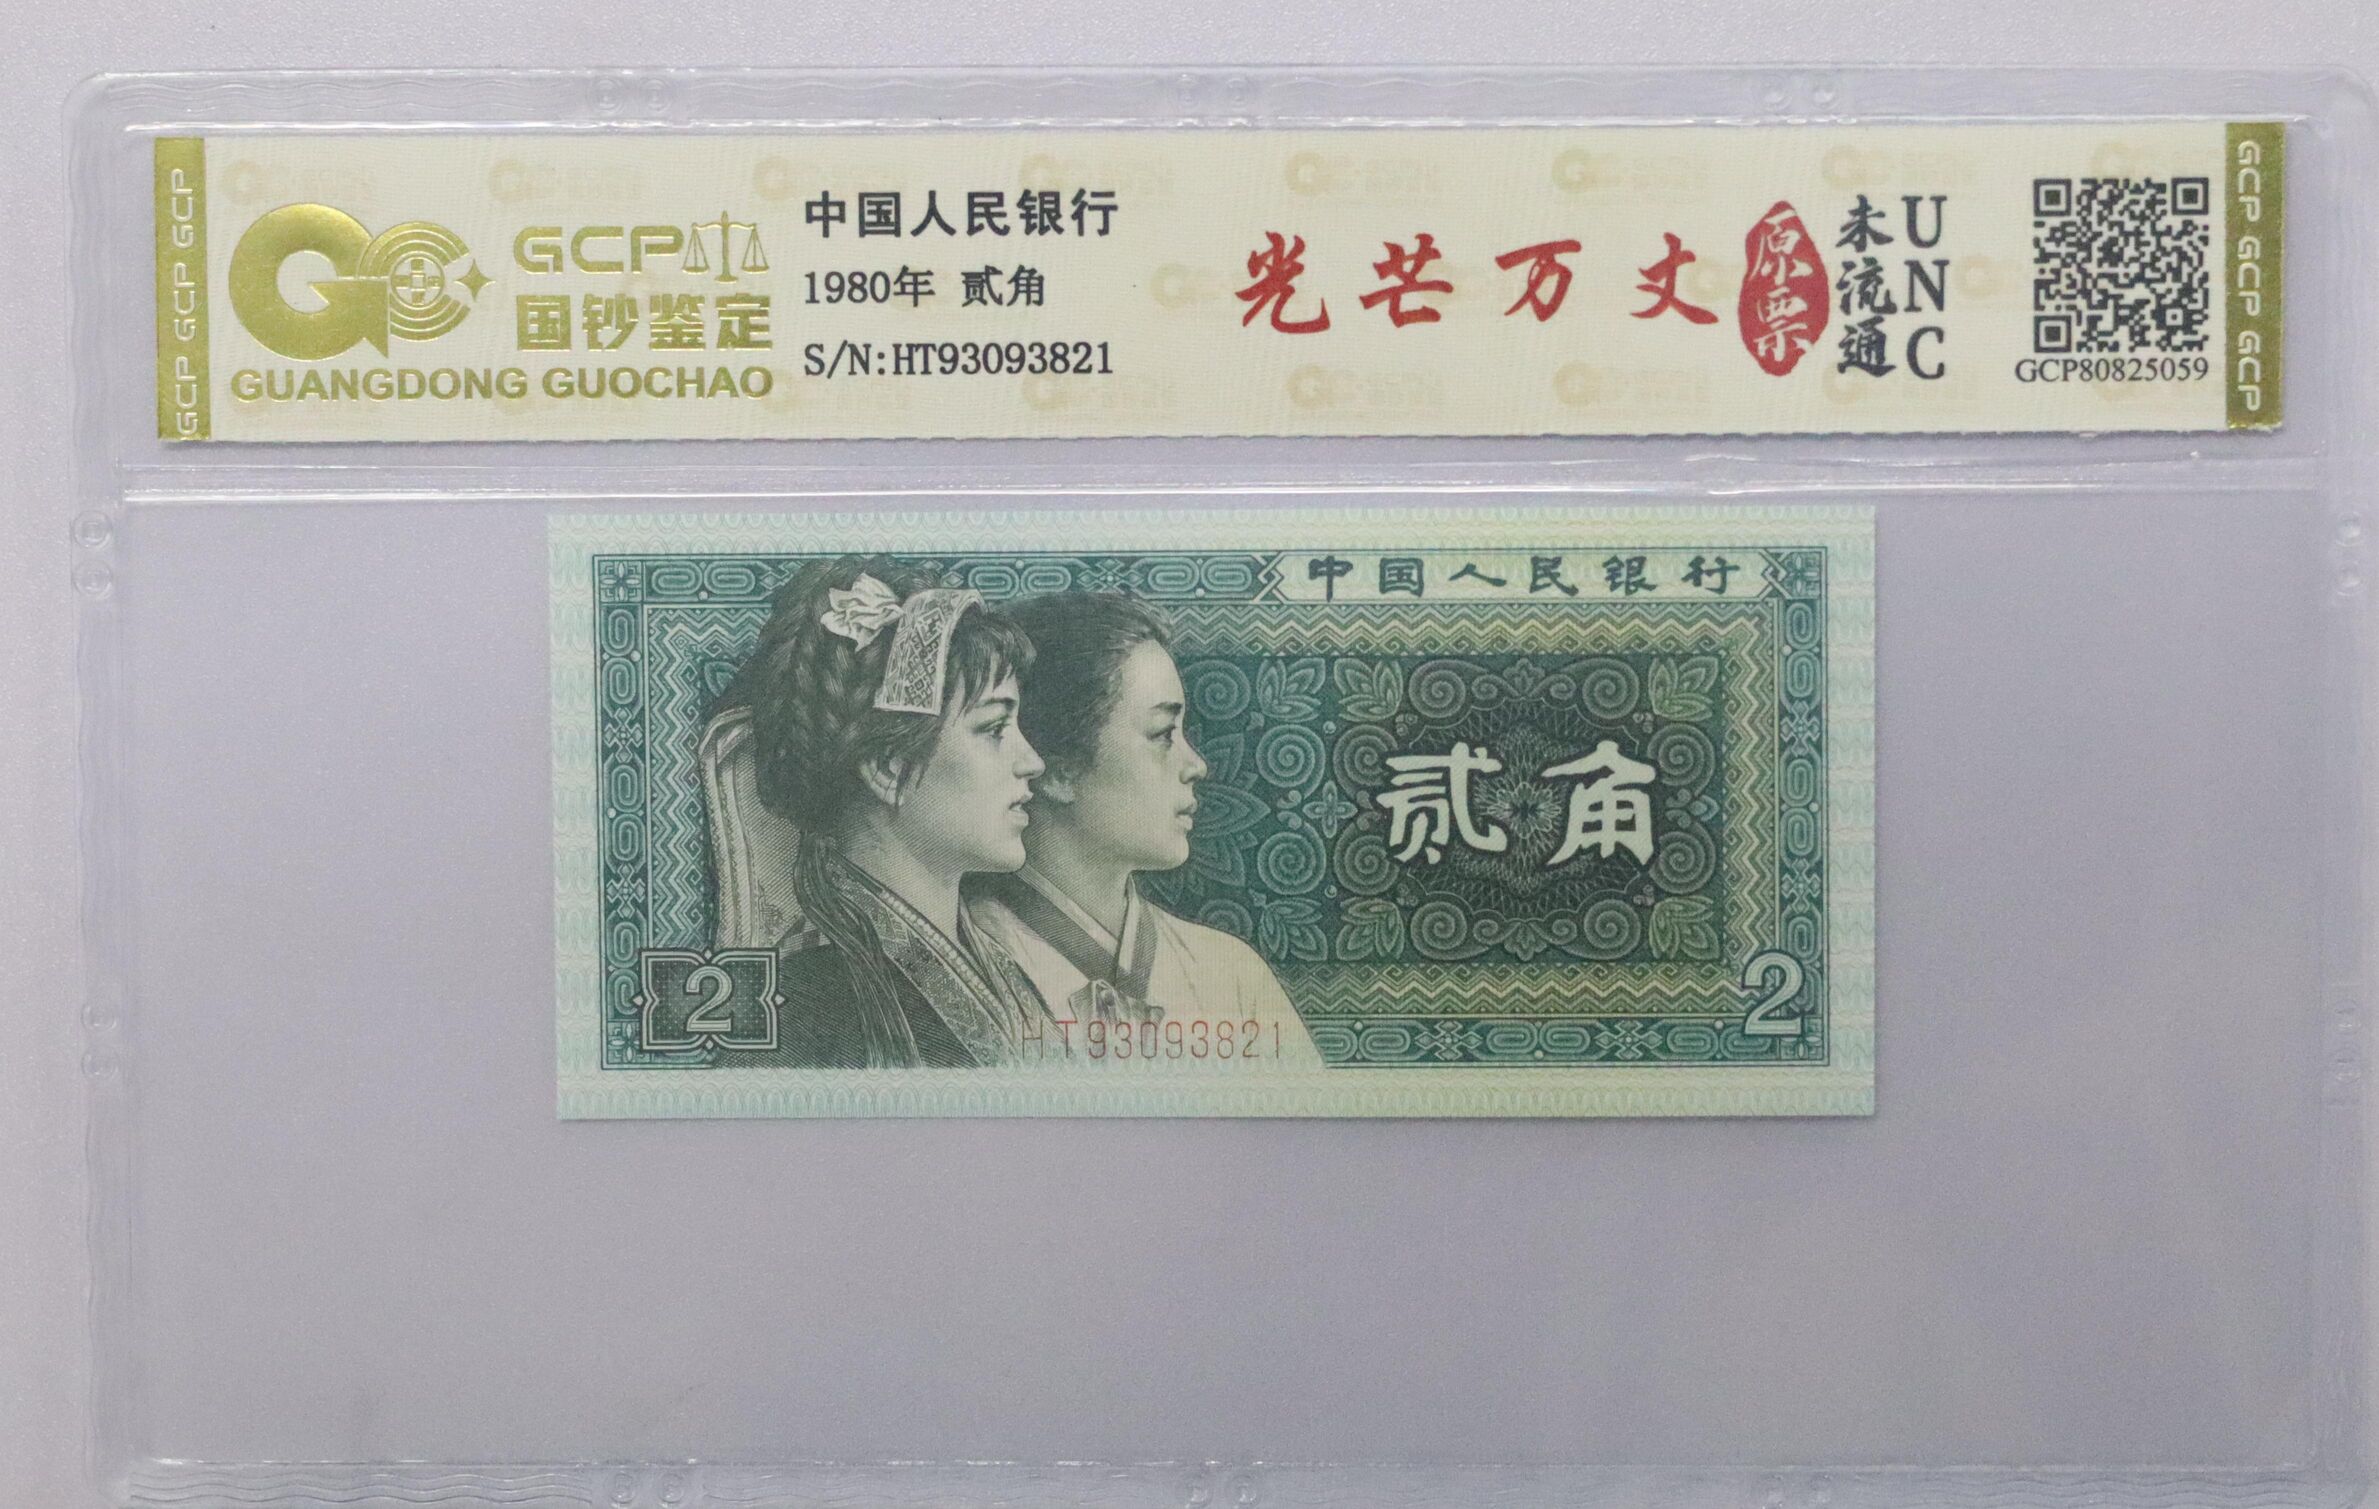 GCP GCP GCP
GCP
国钞鉴定
GUANGDONG GUOCHAO
中国人民银行
1980年 贰角
S/N:HT93093821
光芒万丈
原票
未流通
UNC
GCP80825059
GCP GCP GCP
中国人民银行
贰角
2
2
HT93093821